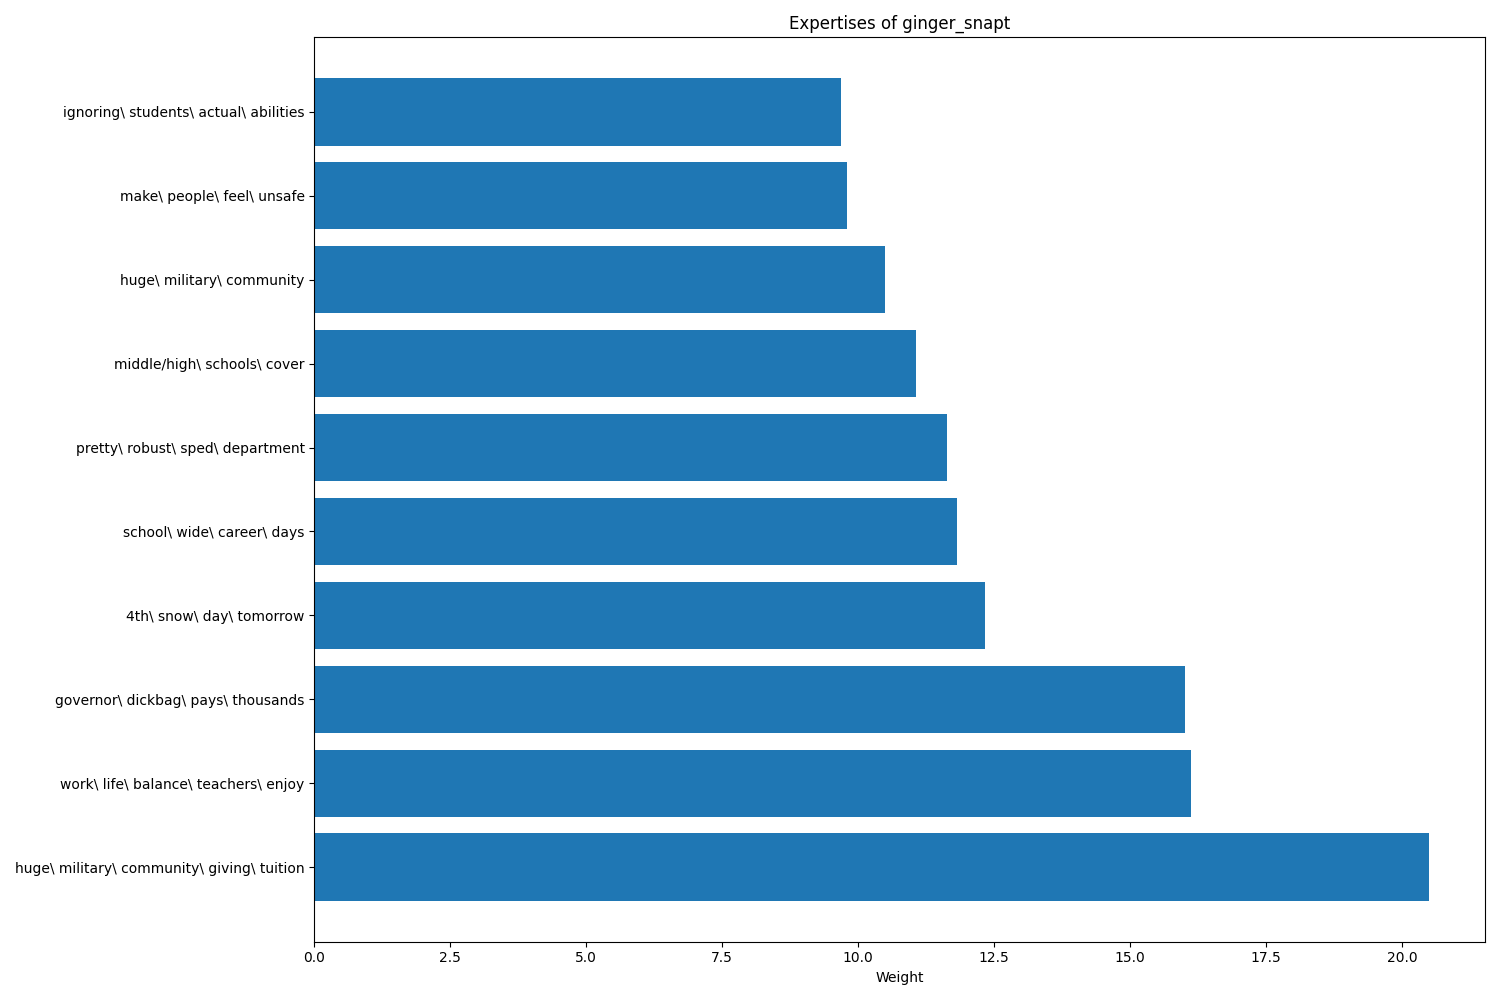 Expertises of ginger_snapt
ignoring\ students\ actual\ abilities
make\ people\ feel\ unsafe
huge\ military\ community
middle/high\ schools\ cover
pretty\ robust\ sped\ department
school\ wide\ career\ days
4th\ snow\ day\ tomorrow
governor\ dickbag\ pays\ thousands
work\ life\ balance\ teachers\ enjoy
huge\ military\ community\ giving\ tuition
0.0 2.5 5.0 7.5 10.0 12.5 15.0 17.5 20.0
Weight